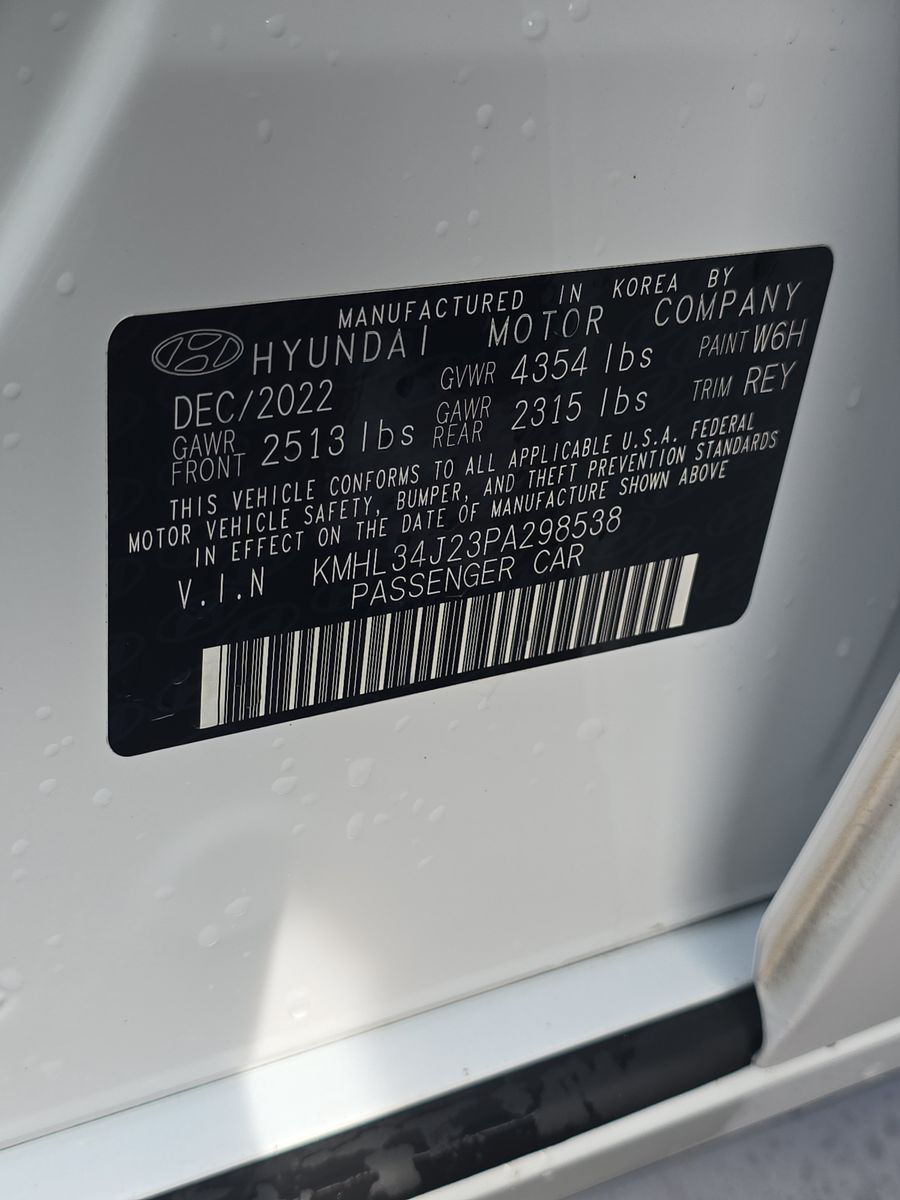 MANUFACTURED IN KOREA BY
HYUNDAI MOTOR COMPANY
DEC/2022 GVWR 4354 lbs PAINT W6H
GAWR FRONT 2513 lbs GAWR REAR 2315 lbs TRIM REY
THIS VEHICLE CONFORMS TO ALL APPLICABLE U.S.A. FEDERAL
MOTOR VEHICLE SAFETY, BUMPER, AND THEFT PREVENTION STANDARDS
IN EFFECT ON THE DATE OF MANUFACTURE SHOWN ABOVE
V.I.N KMHL34J23PA298538
PASSENGER CAR